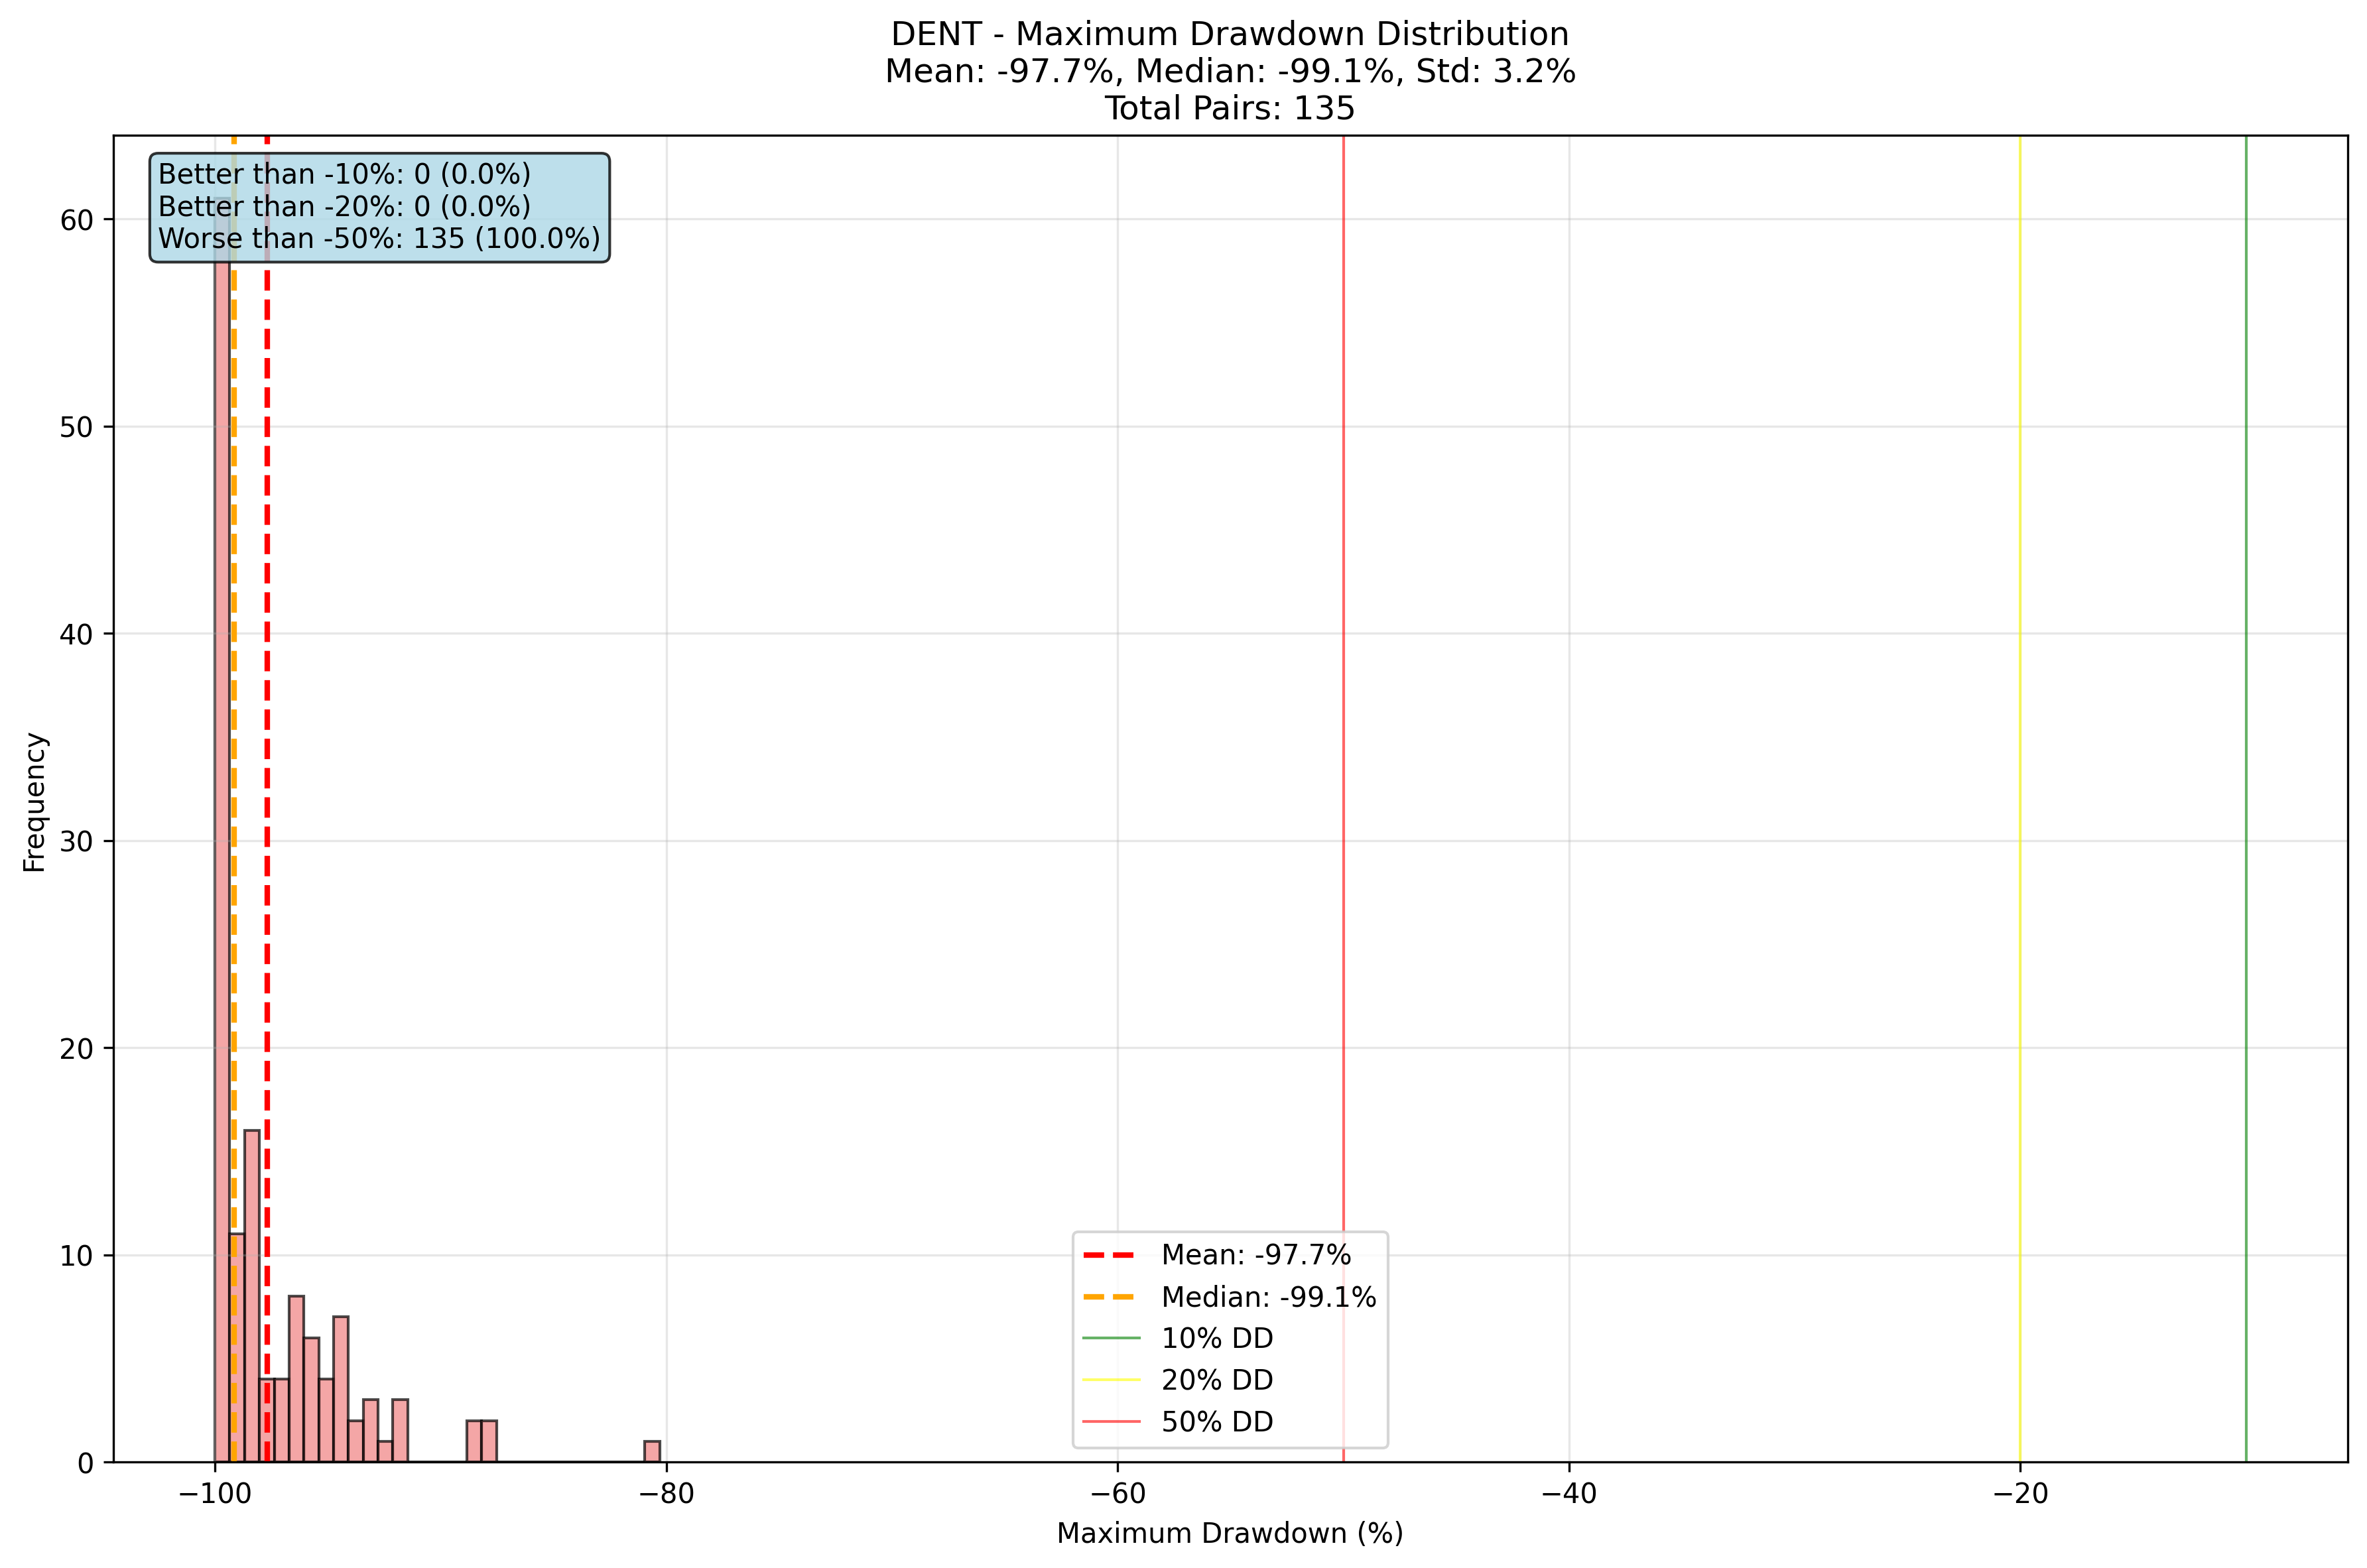 DENT - Maximum Drawdown Distribution
Mean: -97.7%, Median: -99.1%, Std: 3.2%
Total Pairs: 135
Better than -10%: 0 (0.0%)
Better than -20%: 0 (0.0%)
Worse than -50%: 135 (100.0%)
60
50
40
30
20
10
0
Frequency
Mean: -97.7%
Median: -99.1%
10% DD
20% DD
50% DD
−100
−80
−60
−40
−20
Maximum Drawdown (%)